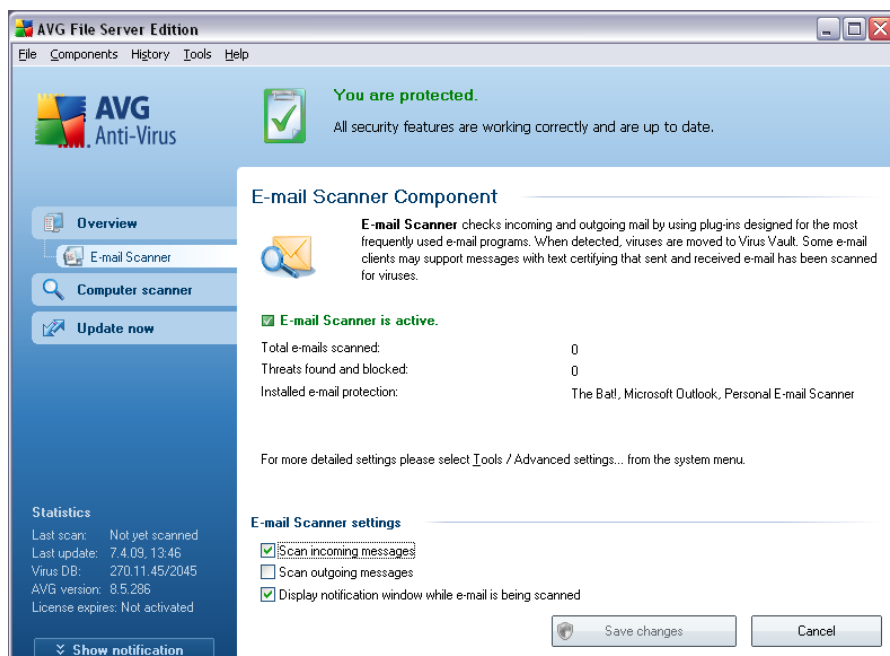 AVG File Server Edition
File Components History Tools Help
AVG
Anti-Virus
You are protected.
All security features are working correctly and are up to date.
Overview
E-mail Scanner
Computer scanner
Update now
E-mail Scanner Component
E-mail Scanner checks incoming and outgoing mail by using plug-ins designed for the most
frequently used e-mail programs. When detected, viruses are moved to Virus Vault. Some e-mail
clients may support messages with text certifying that sent and received e-mail has been scanned
for viruses.
E-mail Scanner is active.
Total e-mails scanned: 0
Threats found and blocked: 0
Installed e-mail protection: The Bat!, Microsoft Outlook, Personal E-mail Scanner
For more detailed settings please select Tools / Advanced settings... from the system menu.
Statistics
Last scan: Not yet scanned
Last update: 7.4.09, 13:46
Virus DB: 270.11.45/2045
AVG version: 8.5.286
License expires: Not activated
Show notification
E-mail Scanner settings
Scan incoming messages
Scan outgoing messages
Display notification window while e-mail is being scanned
Save changes
Cancel